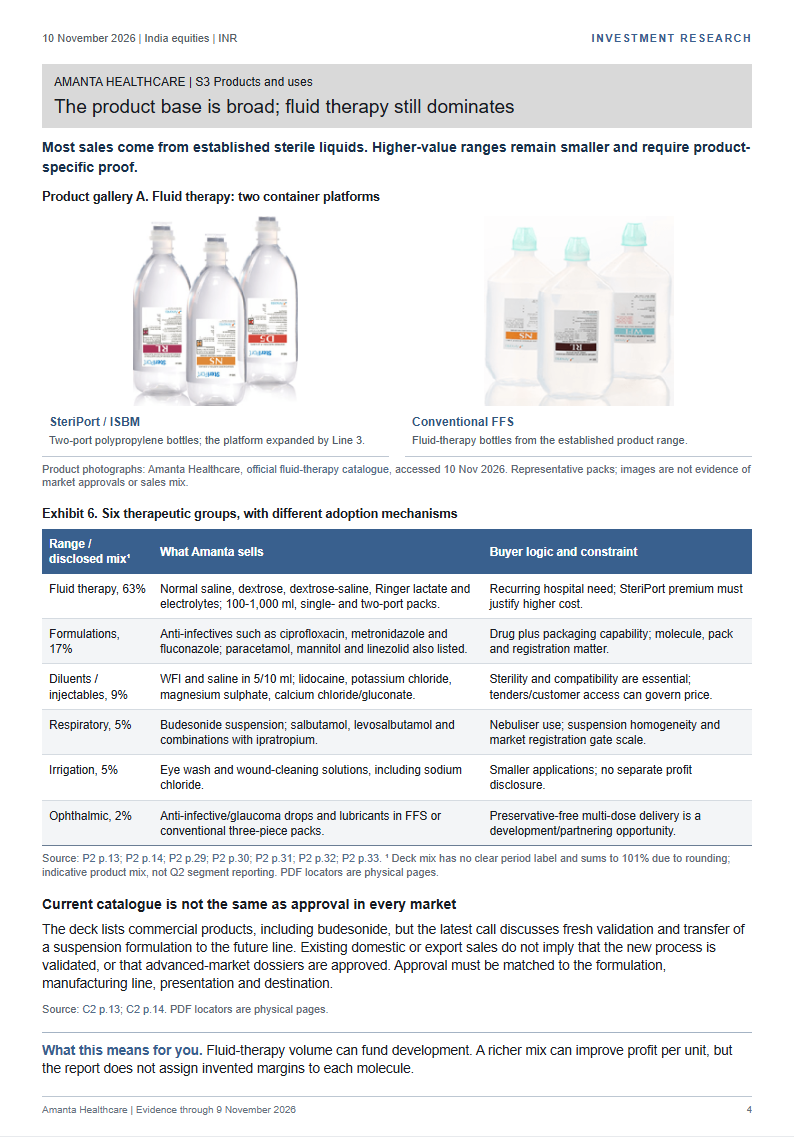 10 November 2026 | India equities | INR
INVESTMENT RESEARCH
AMANTA HEALTHCARE | S3 Products and uses
The product base is broad; fluid therapy still dominates
Most sales come from established sterile liquids. Higher-value ranges remain smaller and require product-
specific proof.
Product gallery A. Fluid therapy: two container platforms
RL
NS
D5
SteriPort
SteriPort
SteriPort
NS
RL
WFI
SteriPort / ISBM
Two-port polypropylene bottles; the platform expanded by Line 3.
Conventional FFS
Fluid-therapy bottles from the established product range.
Product photographs: Amanta Healthcare, official fluid-therapy catalogue, accessed 10 Nov 2026. Representative packs; images are not evidence of
market approvals or sales mix.
Exhibit 6. Six therapeutic groups, with different adoption mechanisms
Range /
disclosed mix¹
What Amanta sells
Buyer logic and constraint
Fluid therapy, 63%
Normal saline, dextrose, dextrose-saline, Ringer lactate and
electrolytes; 100-1,000 ml, single- and two-port packs.
Recurring hospital need; SteriPort premium must
justify higher cost.
Formulations,
17%
Anti-infectives such as ciprofloxacin, metronidazole and
fluconazole; paracetamol, mannitol and linezolid also listed.
Drug plus packaging capability; molecule, pack
and registration matter.
Diluents /
injectables, 9%
WFI and saline in 5/10 ml; lidocaine, potassium chloride,
magnesium sulphate, calcium chloride/gluconate.
Sterility and compatibility are essential;
tenders/customer access can govern price.
Respiratory, 5%
Budesonide suspension; salbutamol, levosalbutamol and
combinations with ipratropium.
Nebuliser use; suspension homogeneity and
market registration gate scale.
Irrigation, 5%
Eye wash and wound-cleaning solutions, including sodium
chloride.
Smaller applications; no separate profit
disclosure.
Ophthalmic, 2%
Anti-infective/glaucoma drops and lubricants in FFS or
conventional three-piece packs.
Preservative-free multi-dose delivery is a
development/partnering opportunity.
Source: P2 p.13; P2 p.14; P2 p.29; P2 p.30; P2 p.31; P2 p.32; P2 p.33. ¹ Deck mix has no clear period label and sums to 101% due to rounding;
indicative product mix, not Q2 segment reporting. PDF locators are physical pages.
Current catalogue is not the same as approval in every market
The deck lists commercial products, including budesonide, but the latest call discusses fresh validation and transfer of
a suspension formulation to the future line. Existing domestic or export sales do not imply that the new process is
validated, or that advanced-market dossiers are approved. Approval must be matched to the formulation,
manufacturing line, presentation and destination.
Source: C2 p.13; C2 p.14. PDF locators are physical pages.
What this means for you. Fluid-therapy volume can fund development. A richer mix can improve profit per unit, but
the report does not assign invented margins to each molecule.
Amanta Healthcare | Evidence through 9 November 2026
4